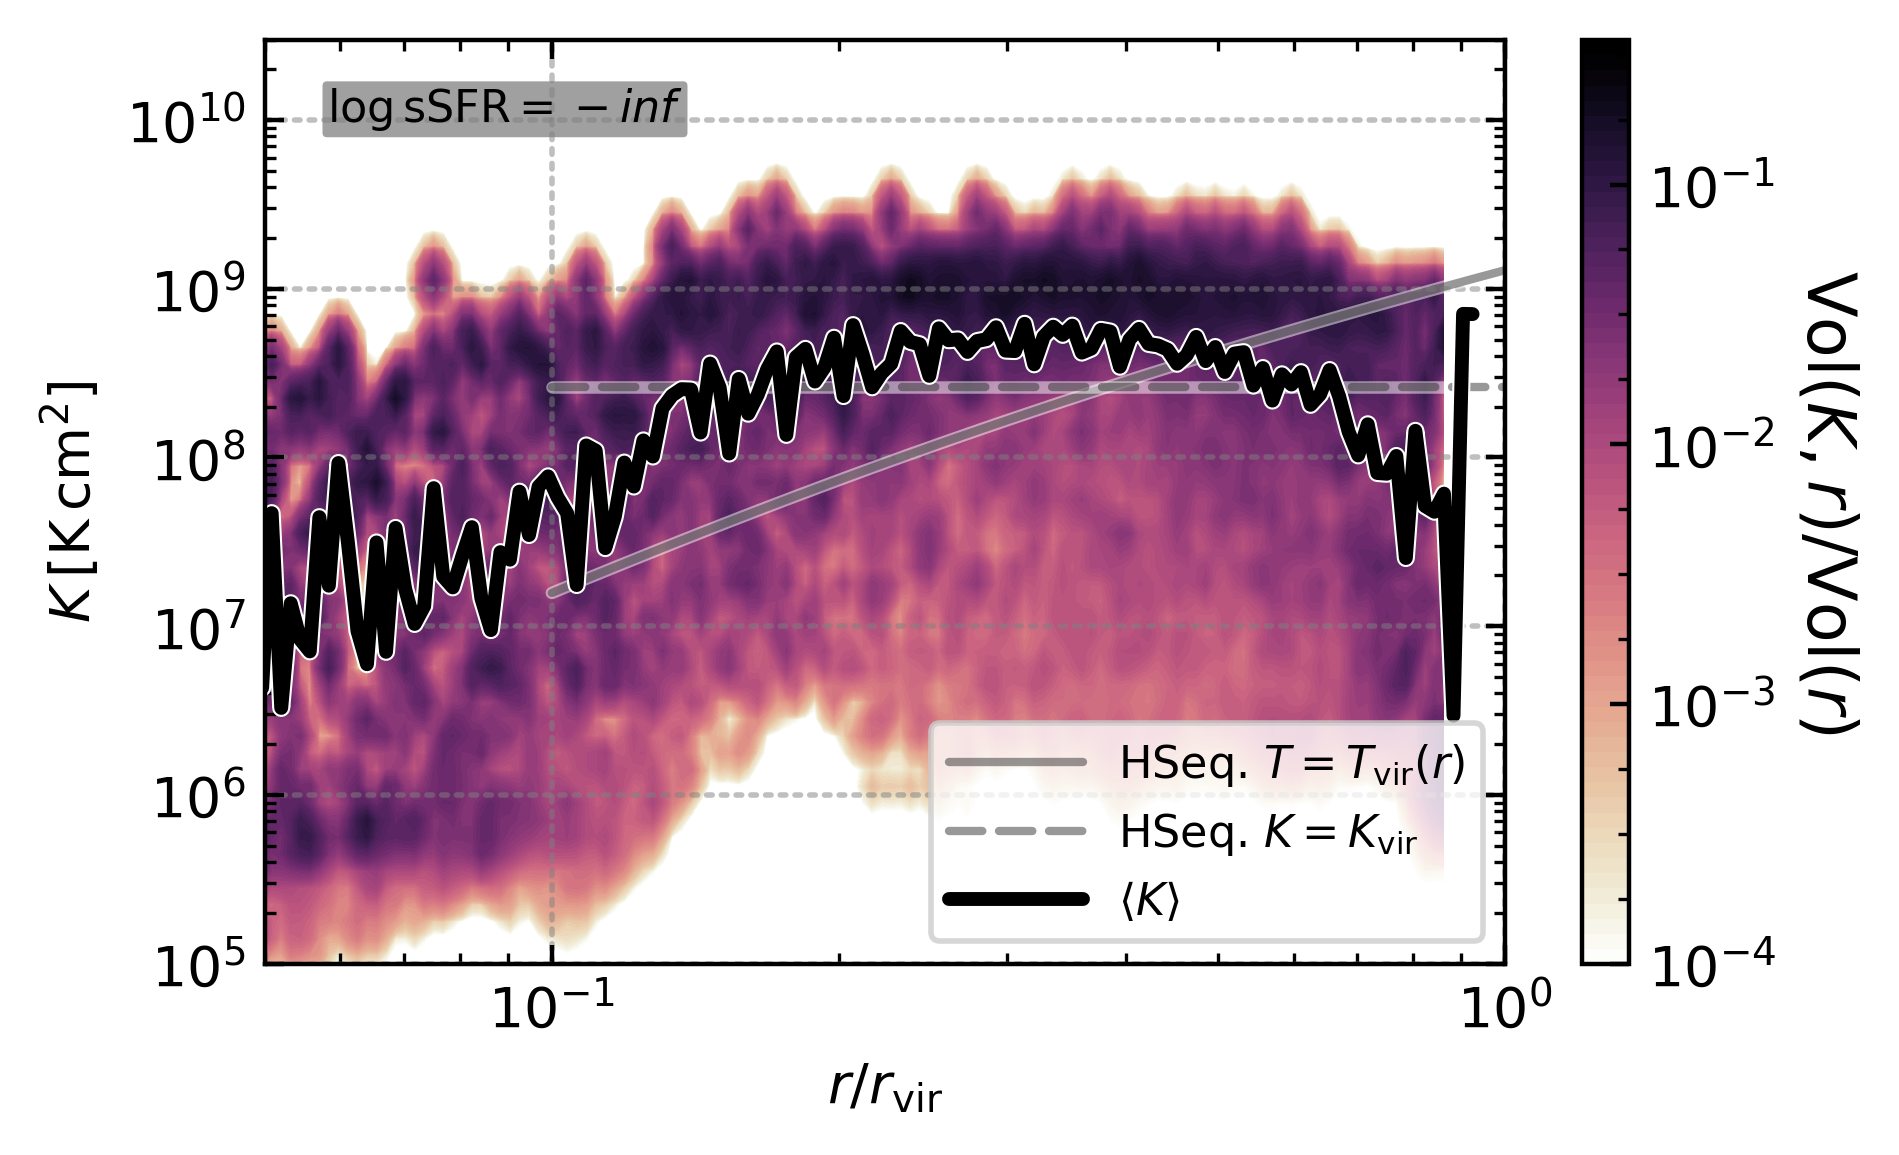 log sSFR = − inf
10^10
10^9
10^8
10^7
10^6
10^5
K [K cm^2]
HSeq. T = T_vir(r)
HSeq. K = K_vir
⟨K⟩
10^−1
10^0
r/r_vir
10^−1
10^−2
10^−3
10^−4
Vol(K, r)/Vol(r)